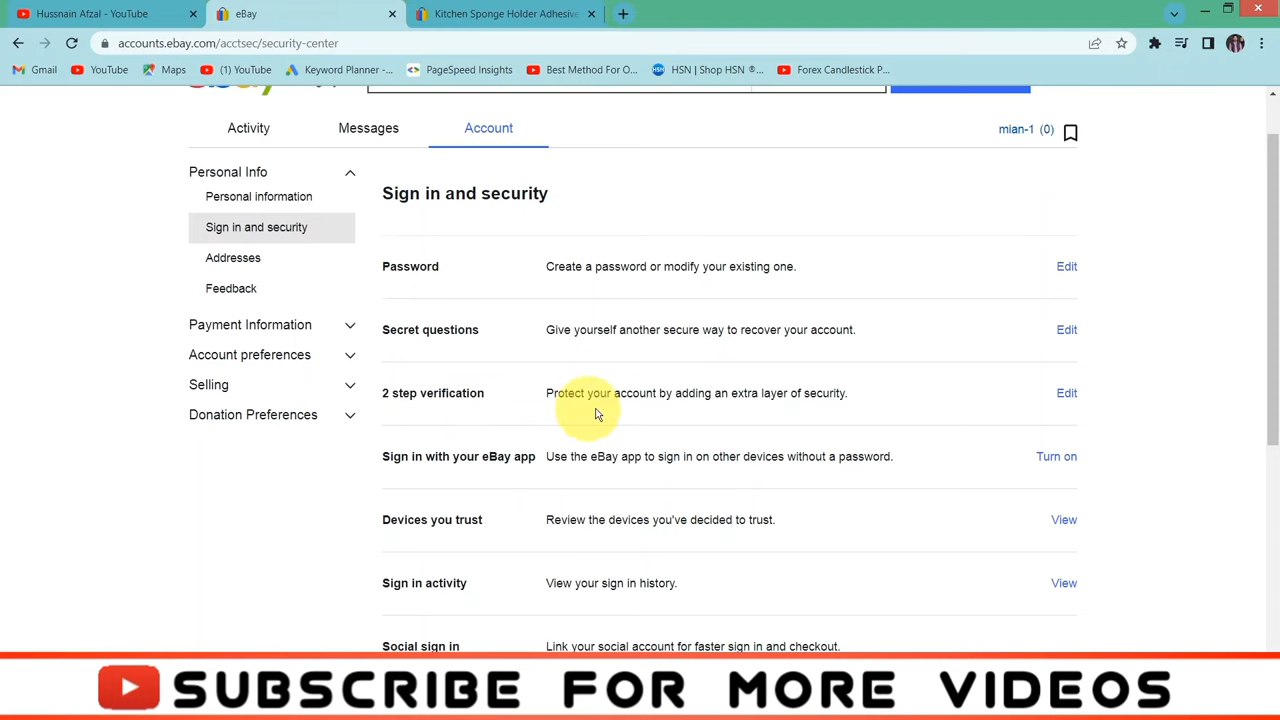 Hussnain Afzal - YouTube
eBay
Kitchen Sponge Holder Adhesive
accounts.ebay.com/acctsec/security-center
Gmail YouTube Maps (1) YouTube Keyword Planner -... PageSpeed Insights Best Method For O... HSN | Shop HSN ®... Forex Candlestick P...
Activity Messages Account mian-1 (0)
Personal Info
Personal information
Sign in and security
Addresses
Feedback
Payment Information
Account preferences
Selling
Donation Preferences
Sign in and security
Password Create a password or modify your existing one. Edit
Secret questions Give yourself another secure way to recover your account. Edit
2 step verification Protect your account by adding an extra layer of security. Edit
Sign in with your eBay app Use the eBay app to sign in on other devices without a password. Turn on
Devices you trust Review the devices you've decided to trust. View
Sign in activity View your sign in history. View
Social sign in Link your social account for faster sign in and checkout.
SUBSCRIBE FOR MORE VIDEOS